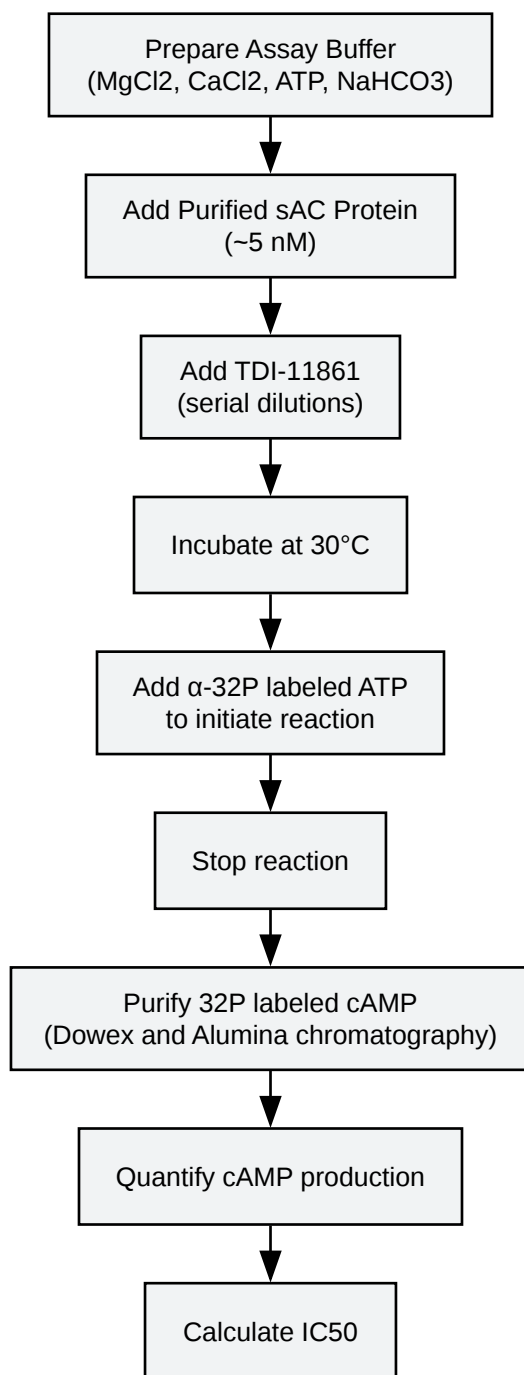 Prepare Assay Buffer
(MgCl2, CaCl2, ATP, NaHCO3)
Add Purified sAC Protein
(~5 nM)
Add TDI-11861
(serial dilutions)
Incubate at 30°C
Add α-32P labeled ATP
to initiate reaction
Stop reaction
Purify 32P labeled cAMP
(Dowex and Alumina chromatography)
Quantify cAMP production
Calculate IC50